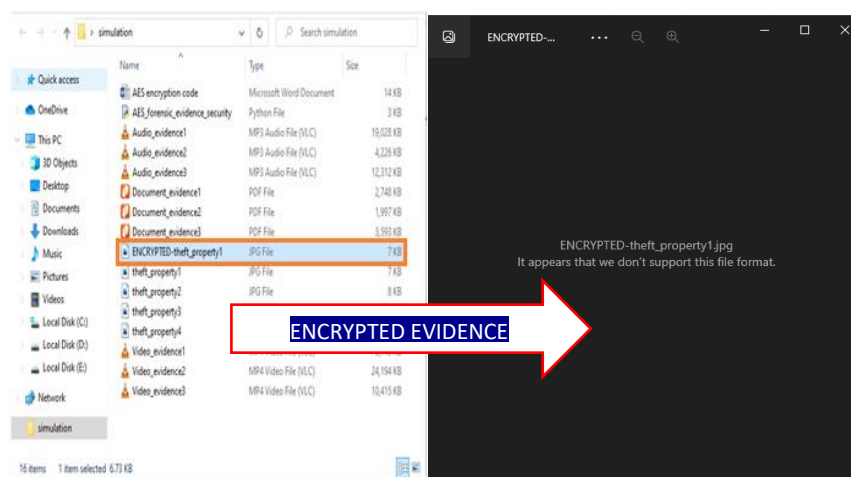 simulation
Search simulation
Name Type Size
Quick access
OneDrive
This PC
3D Objects
Desktop
Documents
Downloads
Music
Pictures
Videos
Local Disk (C:)
Local Disk (D:)
Local Disk (E:)
Network
simulation
AES encryption code Microsoft Word Document 14 KB
AES_forensic_evidence_security Python File 3 KB
Audio_evidence1 MP3 Audio File (VLC) 19,028 KB
Audio_evidence2 MP3 Audio File (VLC) 4,226 KB
Audio_evidence3 MP3 Audio File (VLC) 12,312 KB
Document_evidence1 PDF File 2,748 KB
Document_evidence2 PDF File 1,997 KB
Document_evidence3 PDF File 3,593 KB
ENCRYPTED-theft_property1 JPG File 7 KB
theft_property1 JPG File 7 KB
theft_property2 JPG File 8 KB
theft_property3
theft_property4
Video_evidence1
Video_evidence2 MP4 Video File (VLC) 24,194 KB
Video_evidence3 MP4 Video File (VLC) 10,415 KB
16 items 1 item selected 6.73 KB
ENCRYPTED EVIDENCE
ENCRYPTED-...
ENCRYPTED-theft_property1.jpg
It appears that we don't support this file format.